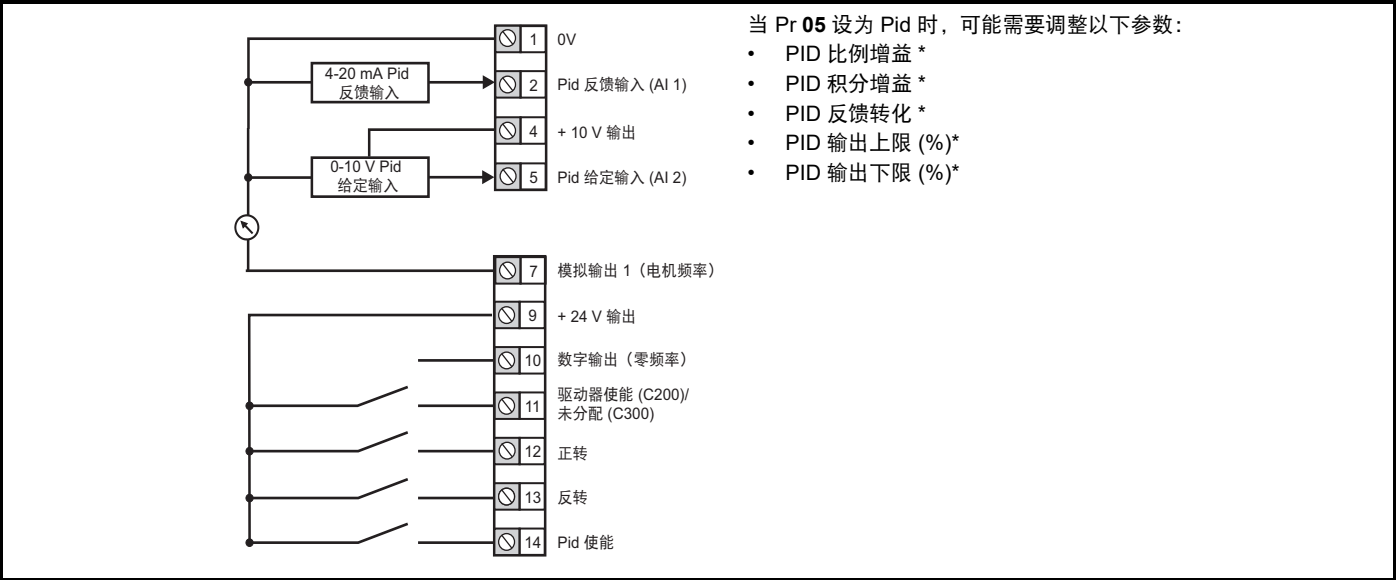 1 0V
4-20 mA Pid
反馈输入
2 Pid 反馈输入 (AI 1)
4 + 10 V 输出
0-10 V Pid
给定输入
5 Pid 给定输入 (AI 2)
7 模拟输出 1（电机频率）
9 + 24 V 输出
10 数字输出（零频率）
11 驱动器使能 (C200)/
未分配 (C300)
12 正转
13 反转
14 Pid 使能
当 Pr 05 设为 Pid 时，可能需要调整以下参数：
• PID 比例增益 *
• PID 积分增益 *
• PID 反馈转化 *
• PID 输出上限 (%)*
• PID 输出下限 (%)*